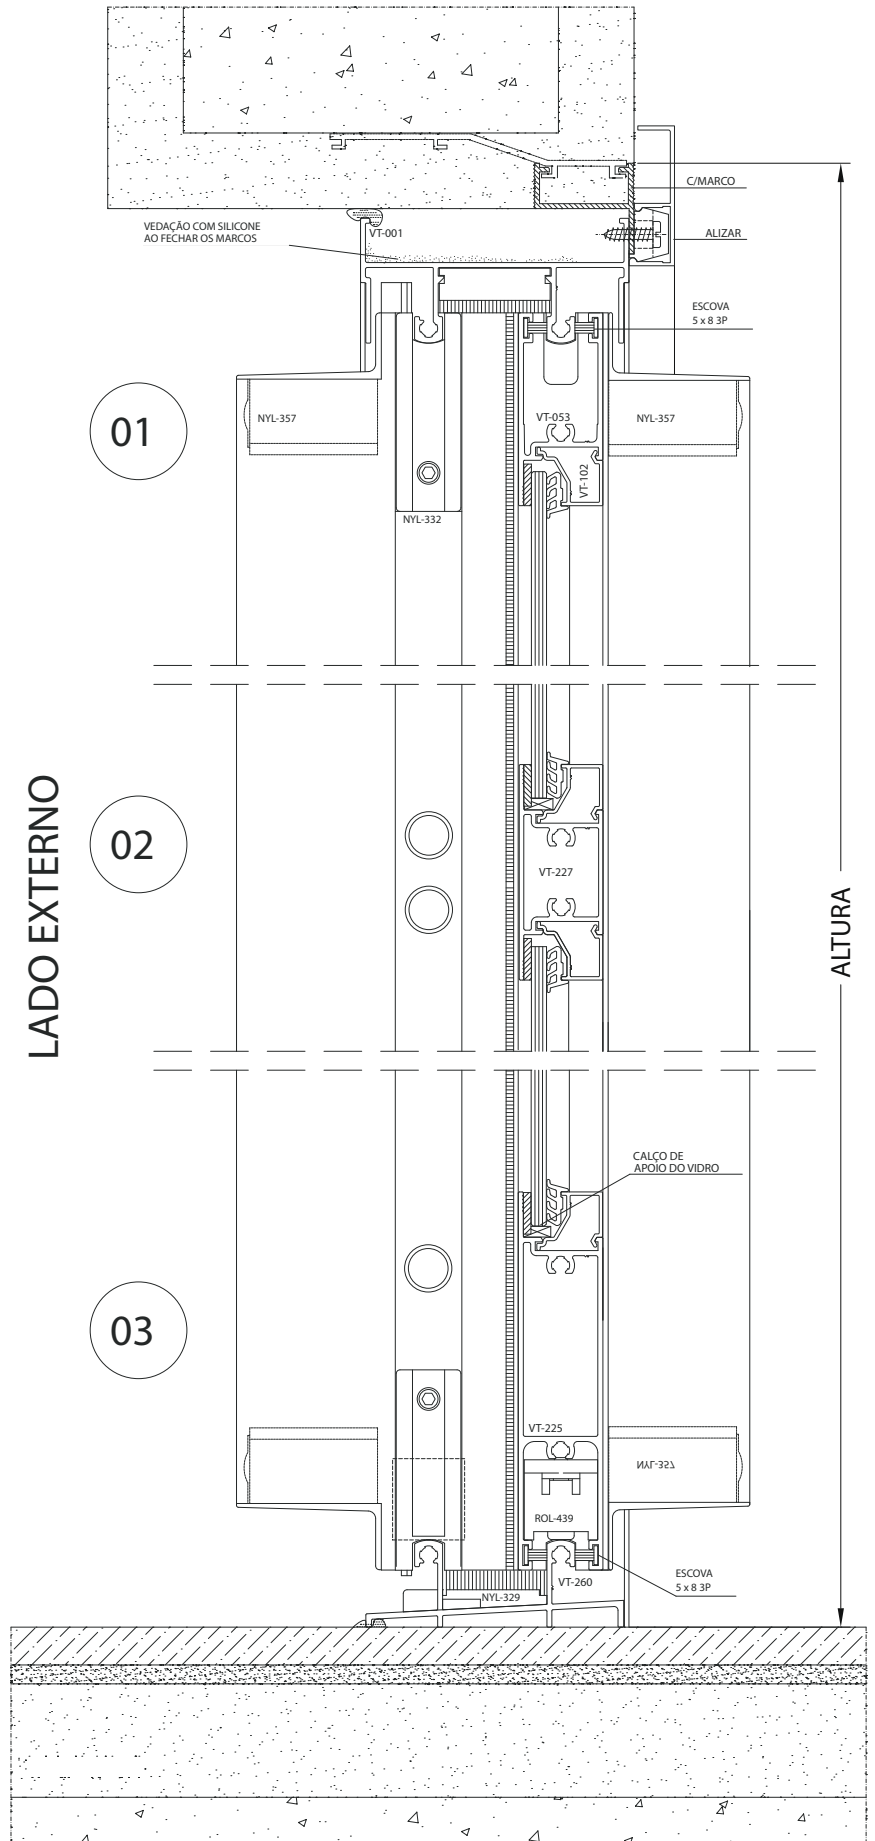 C/MARCO
VEDAÇÃO COM SILICONE
AO FECHAR OS MARCOS
VT-001
ALIZAR
ESCOVA
5 x 8 3P
01
NYL-357
VT-053
NYL-357
VT-102
NYL-332
LADO EXTERNO
02
VT-227
ALTURA
CALÇO DE
APOIO DO VIDRO
03
VT-225
NYL-357
ROL-439
ESCOVA
5 x 8 3P
VT-260
NYL-329